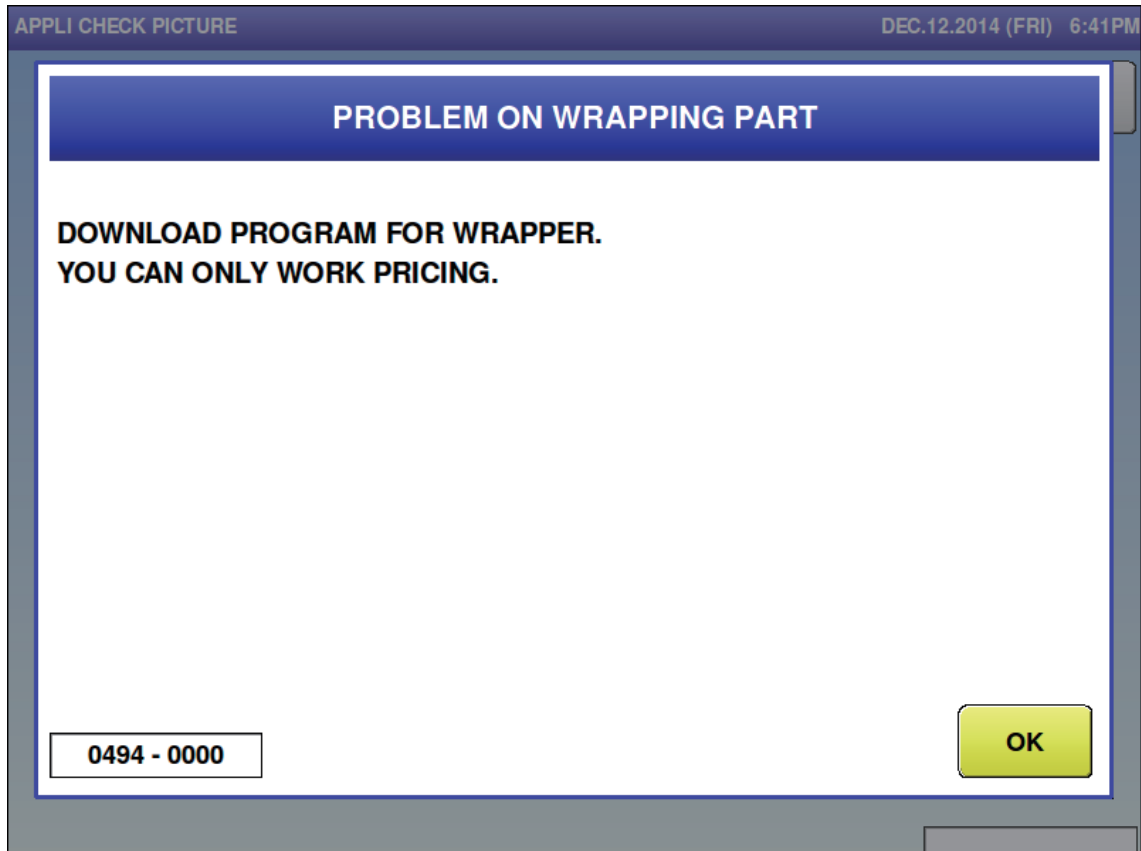 APPLI CHECK PICTURE DEC.12.2014 (FRI) 6:41PM
PROBLEM ON WRAPPING PART
DOWNLOAD PROGRAM FOR WRAPPER.
YOU CAN ONLY WORK PRICING.
0494 - 0000
OK